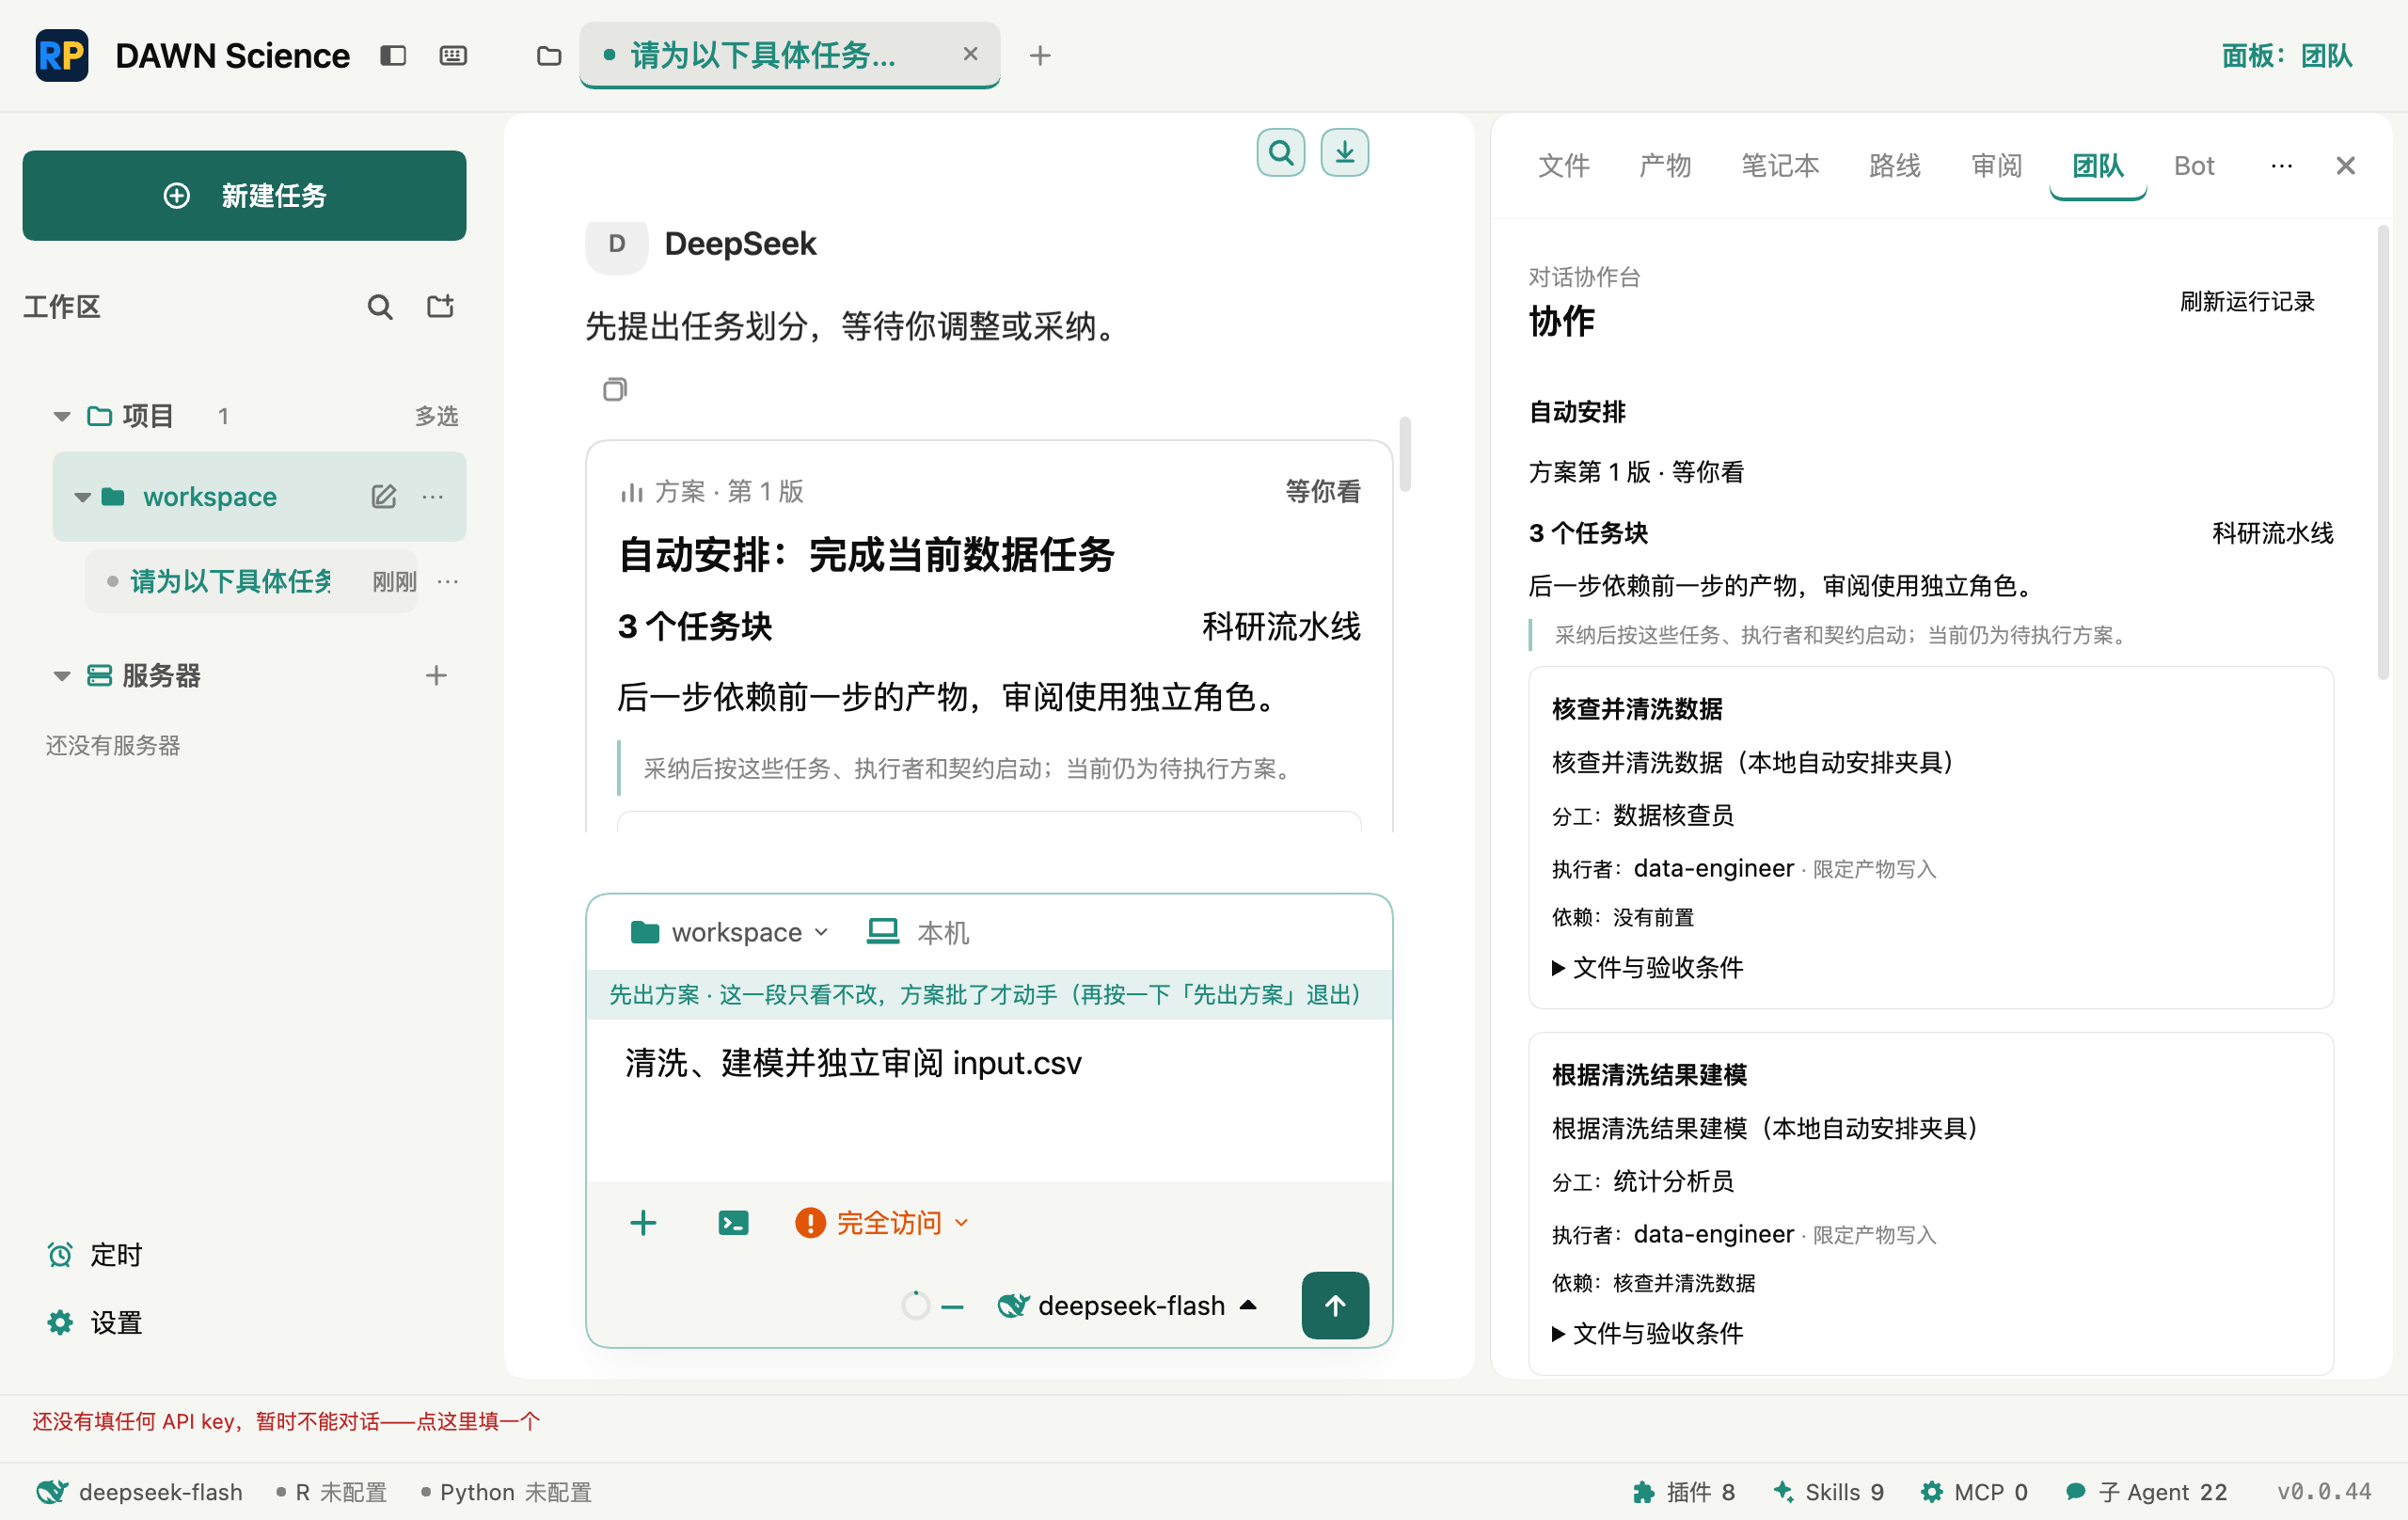 RP DAWN Science
请为以下具体任务...
面板：团队
新建任务
工作区
项目 1 多选
workspace
请为以下具体任务 刚刚
服务器
还没有服务器
定时
设置
D DeepSeek
先提出任务划分，等待你调整或采纳。
方案 · 第 1 版 等你看
自动安排：完成当前数据任务
3 个任务块 科研流水线
后一步依赖前一步的产物，审阅使用独立角色。
采纳后按这些任务、执行者和契约启动；当前仍为待执行方案。
workspace 本机
先出方案 · 这一段只看不改，方案批了才动手（再按一下「先出方案」退出）
清洗、建模并独立审阅 input.csv
完全访问
deepseek-flash
文件 产物 笔记本 路线 审阅 团队 Bot ···
对话协作台
协作
刷新运行记录
自动安排
方案第 1 版 · 等你看
3 个任务块 科研流水线
后一步依赖前一步的产物，审阅使用独立角色。
采纳后按这些任务、执行者和契约启动；当前仍为待执行方案。
核查并清洗数据
核查并清洗数据（本地自动安排夹具）
分工：数据核查员
执行者：data-engineer · 限定产物写入
依赖：没有前置
文件与验收条件
根据清洗结果建模
根据清洗结果建模（本地自动安排夹具）
分工：统计分析员
执行者：data-engineer · 限定产物写入
依赖：核查并清洗数据
文件与验收条件
还没有填任何 API key，暂时不能对话——点这里填一个
deepseek-flash R 未配置 Python 未配置
插件 8 Skills 9 MCP 0 子 Agent 22 v0.0.44